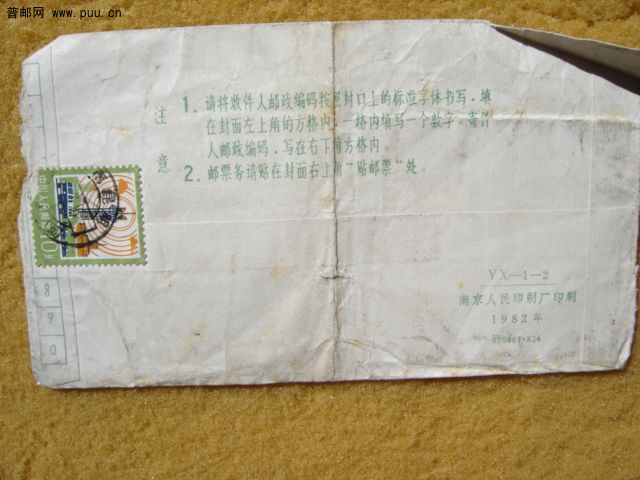 普邮网 www.puu.cn
注意
1. 请将收件人邮政编码按照封口上的标准字体书写，填
在封面左上角的方格内，一格内填写一个数字。寄件
人邮政编码，写在右下角方格内。
2. 邮票务请贴在封面右上角“贴邮票”处。
8
9
0
YX—1—2
南京人民印刷厂印刷
1982年